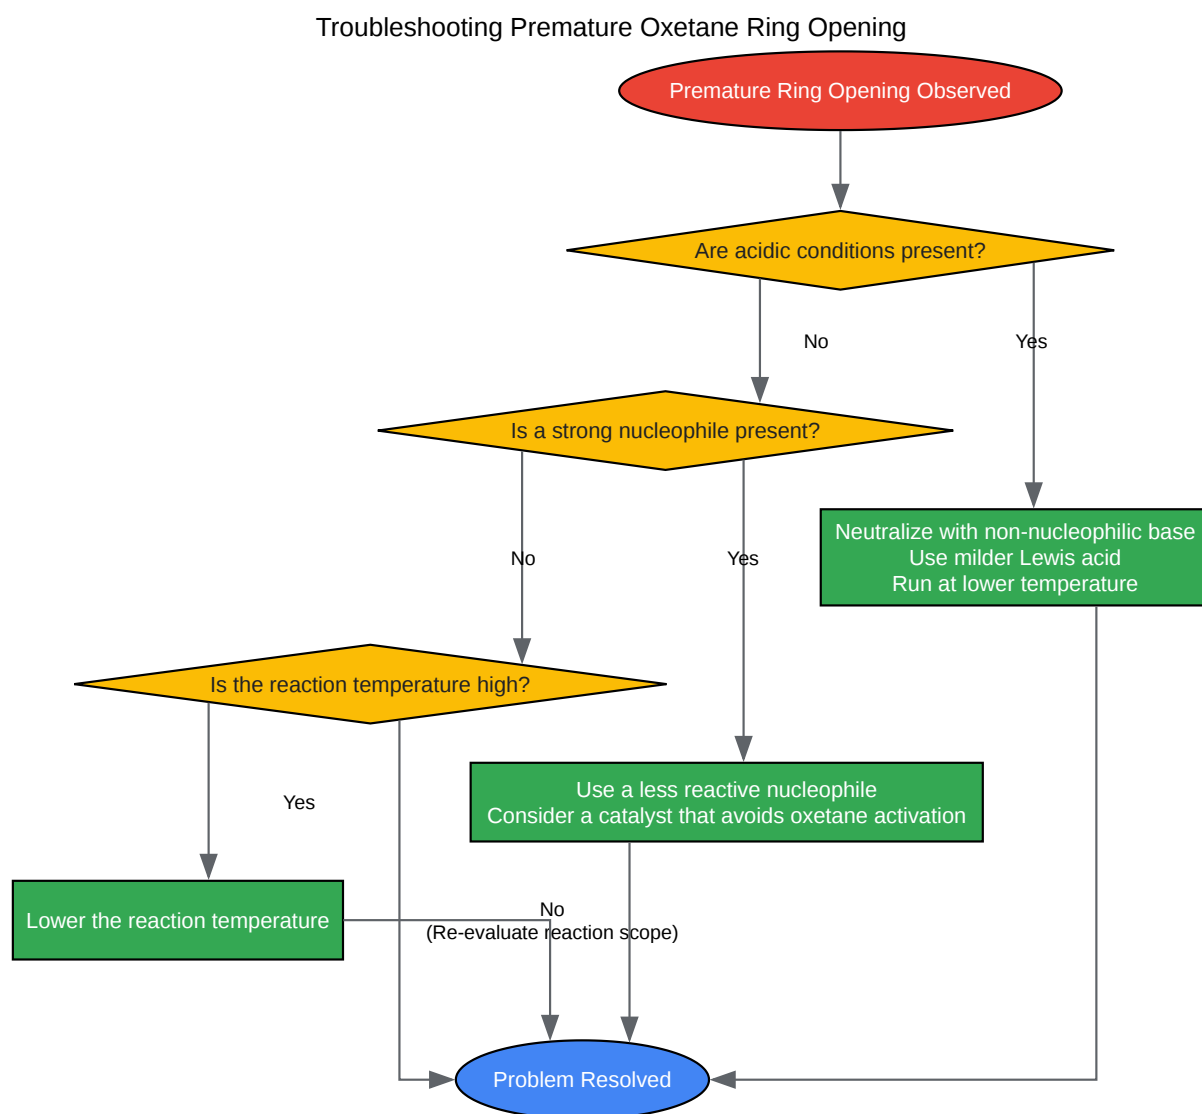 Troubleshooting Premature Oxetane Ring Opening
Premature Ring Opening Observed
Are acidic conditions present?
No
Yes
Is a strong nucleophile present?
Neutralize with non-nucleophilic base
Use milder Lewis acid
Run at lower temperature
No
Yes
Is the reaction temperature high?
Yes
Use a less reactive nucleophile
Consider a catalyst that avoids oxetane activation
Lower the reaction temperature
No
(Re-evaluate reaction scope)
Problem Resolved